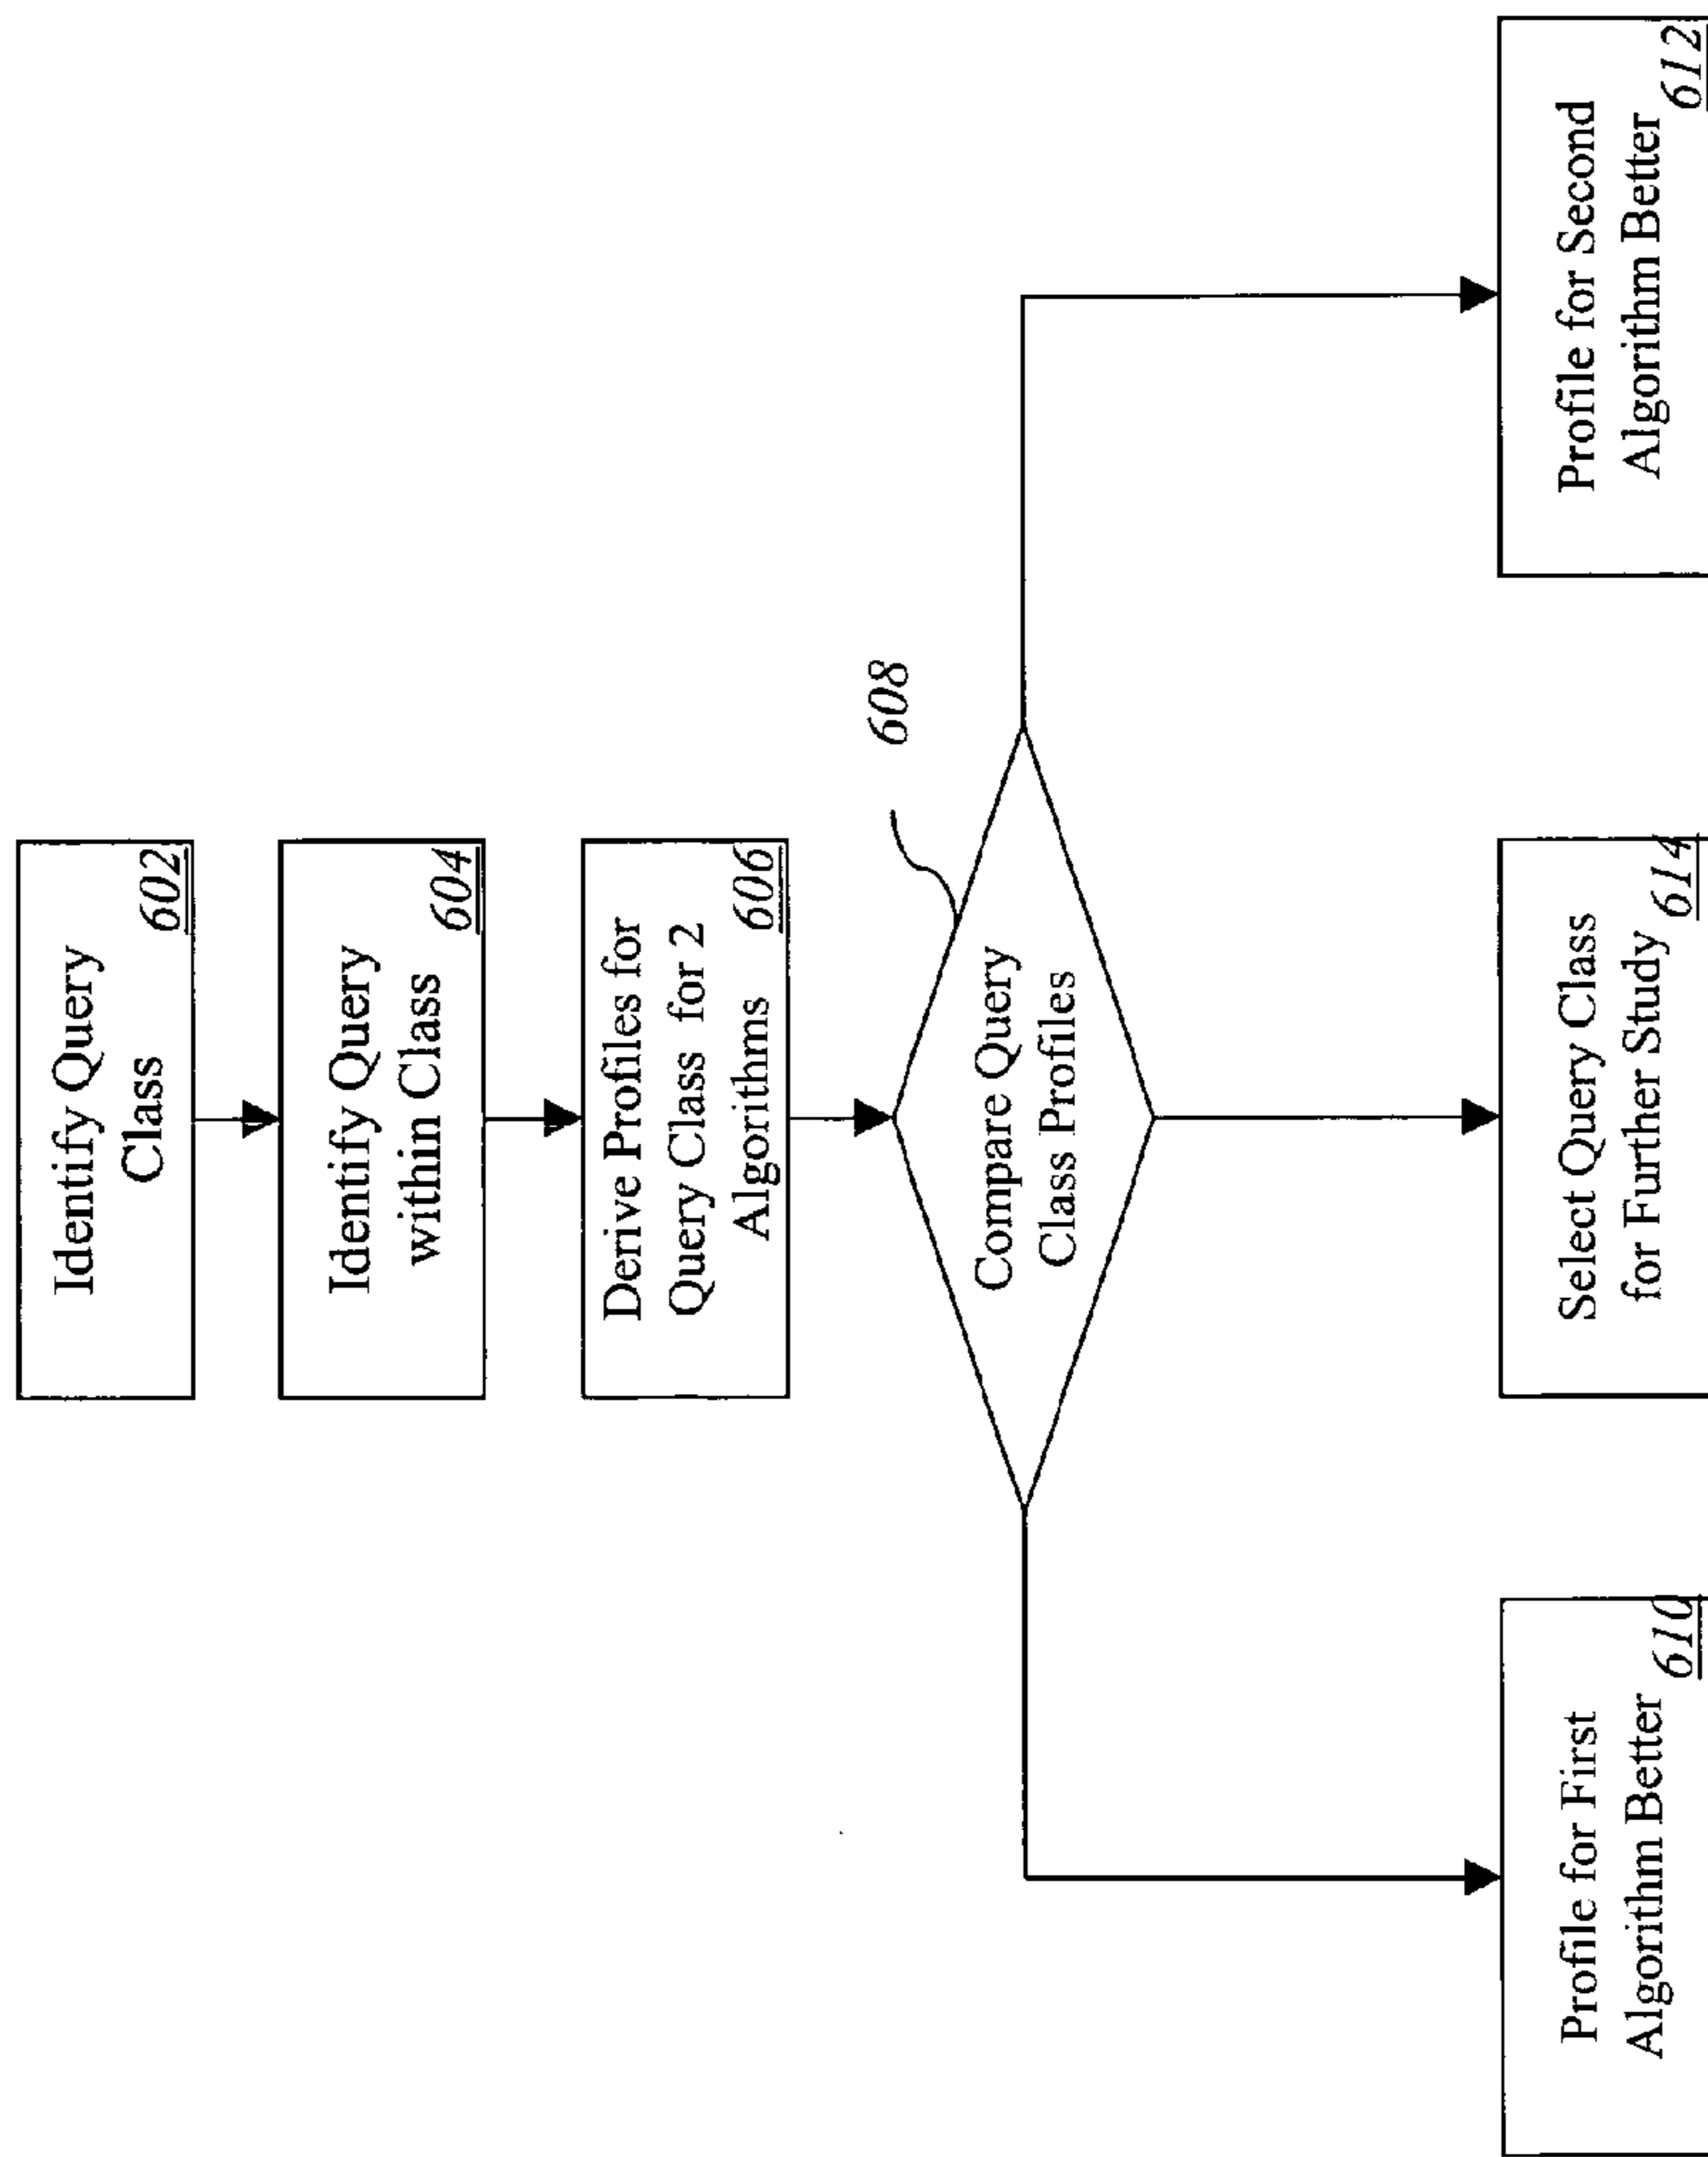 Identify Query
Class
602
Identify Query
within Class
604
Derive Profiles for
Query Class for 2
Algorithms
606
608
Compare Query
Class Profiles
Profile for First
Algorithm Better
610
Select Query Class
for Further Study
614
Profile for Second
Algorithm Better
612